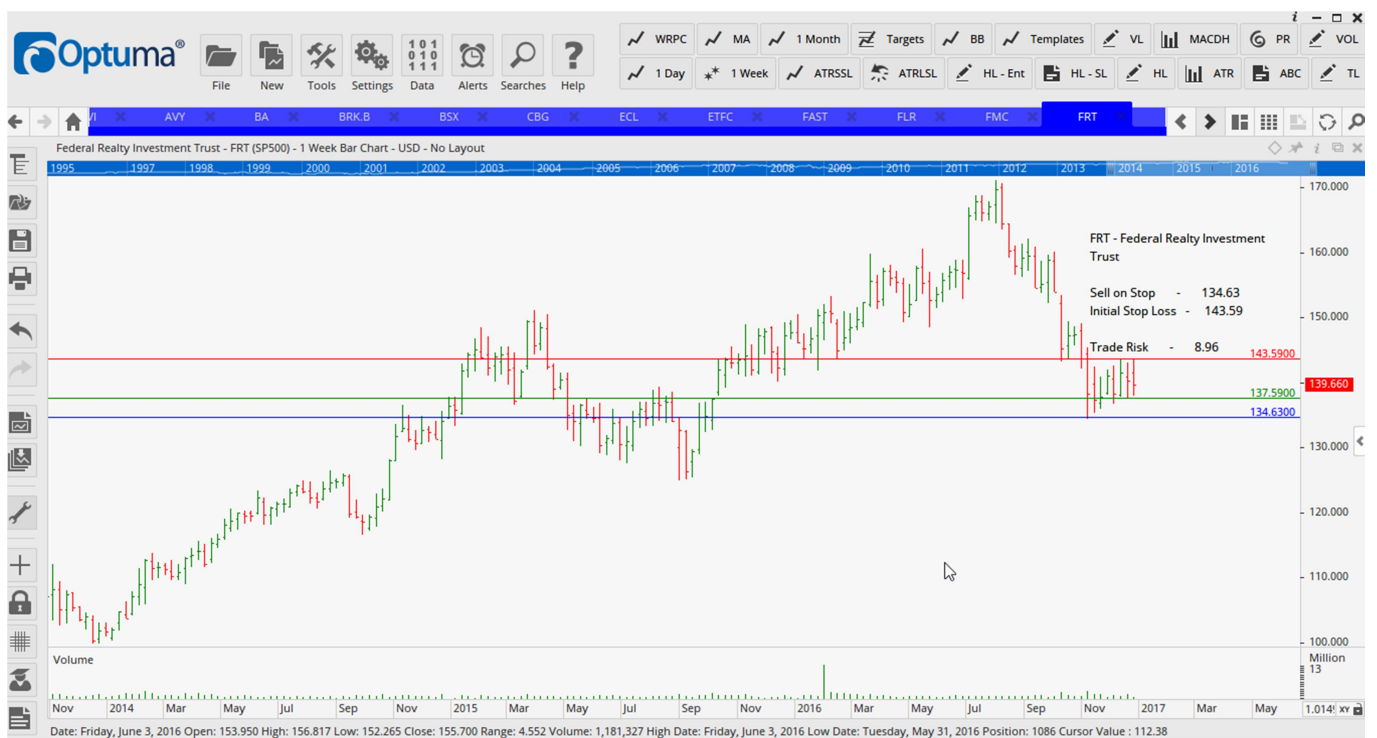 i
Optuma®
WRPC MA 1 Month Targets BB Templates VL MACDH PR VOL
1 Day 1 Week ATRSSL ATRLSL HL - Ent HL - SL HL ATR ABC TL
101
010
111
File New Tools Settings Data Alerts Searches Help
AVY BA BRK.B BSX CBG ECL ETFC FAST FLR FMC FRT
Federal Realty Investment Trust - FRT (SP500) - 1 Week Bar Chart - USD - No Layout
1995 1997 1998 1999 2000 2001 2002 2003 2004 2005 2006 2007 2008 2009 2010 2011 2012 2013 2014 2015 2016
170.000
FRT - Federal Realty Investment
Trust
160.000
Sell on Stop - 134.63
Initial Stop Loss - 143.59
150.000
Trade Risk - 8.96
143.5900
139.660
137.5900
134.6300
130.000
120.000
110.000
100.000
Volume
Million
13
Nov 2014 Mar May Jul Sep Nov 2015 Mar May Jul Sep Nov 2016 Mar May Jul Sep Nov 2017 Mar May XY
Date: Friday, June 3, 2016 Open: 153.950 High: 156.817 Low: 152.265 Close: 155.700 Range: 4.552 Volume: 1,181,327 High Date: Friday, June 3, 2016 Low Date: Tuesday, May 31, 2016 Position: 1086 Cursor Value : 112.38